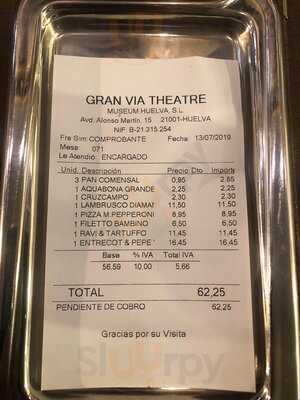 GRAN VIA THEATRE
MUSEUM HUELVA, S.L
Avd. Alonso Martin, 15 21001-HUELVA
NIF: B-21.315.254
Fra Sim: COMPROBANTE Fecha: 13/07/2019
Mesa: 071
Le Atendió: ENCARGADO
Unid. Descripción Precio Dto Importe
3 PAN COMENSAL 0,95 2,85
1 AQUABONA GRANDE 2,25 2,25
1 CRUZCAMPO 2,30 2,30
1 LAMBRUSCO DIAMAN 11,50 11,50
1 PIZZA M.PEPPERONI 8,95 8,95
1 FILETTO BAMBINO 6,50 6,50
1 RAVI & TARTUFFO 11,45 11,45
1 ENTRECOT & PEPE 16,45 16,45
Base % IVA Total IVA
56,59 10,00 5,66
TOTAL 62,25
PENDIENTE DE COBRO 62,25
Gracias por su Visita
Sluurpy